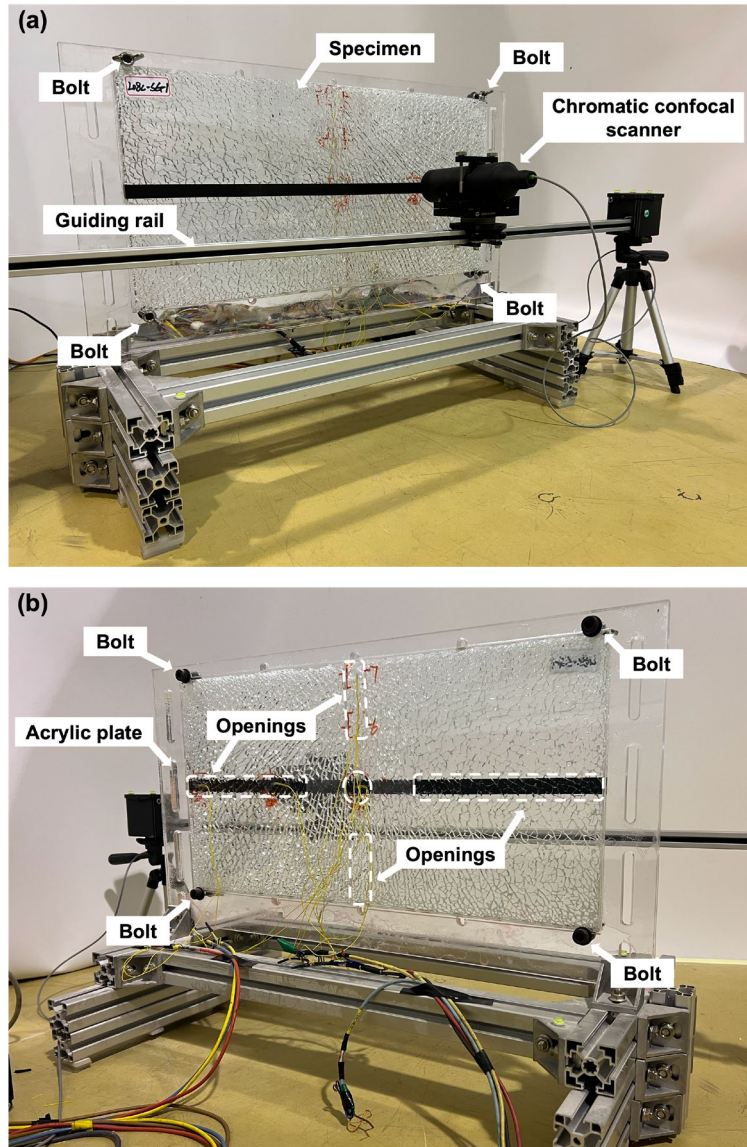 (a)
Specimen
Bolt
Bolt
Chromatic confocal
scanner
Guiding rail
Bolt
Bolt
(b)
Bolt
Bolt
Openings
Acrylic plate
Openings
Bolt
Bolt